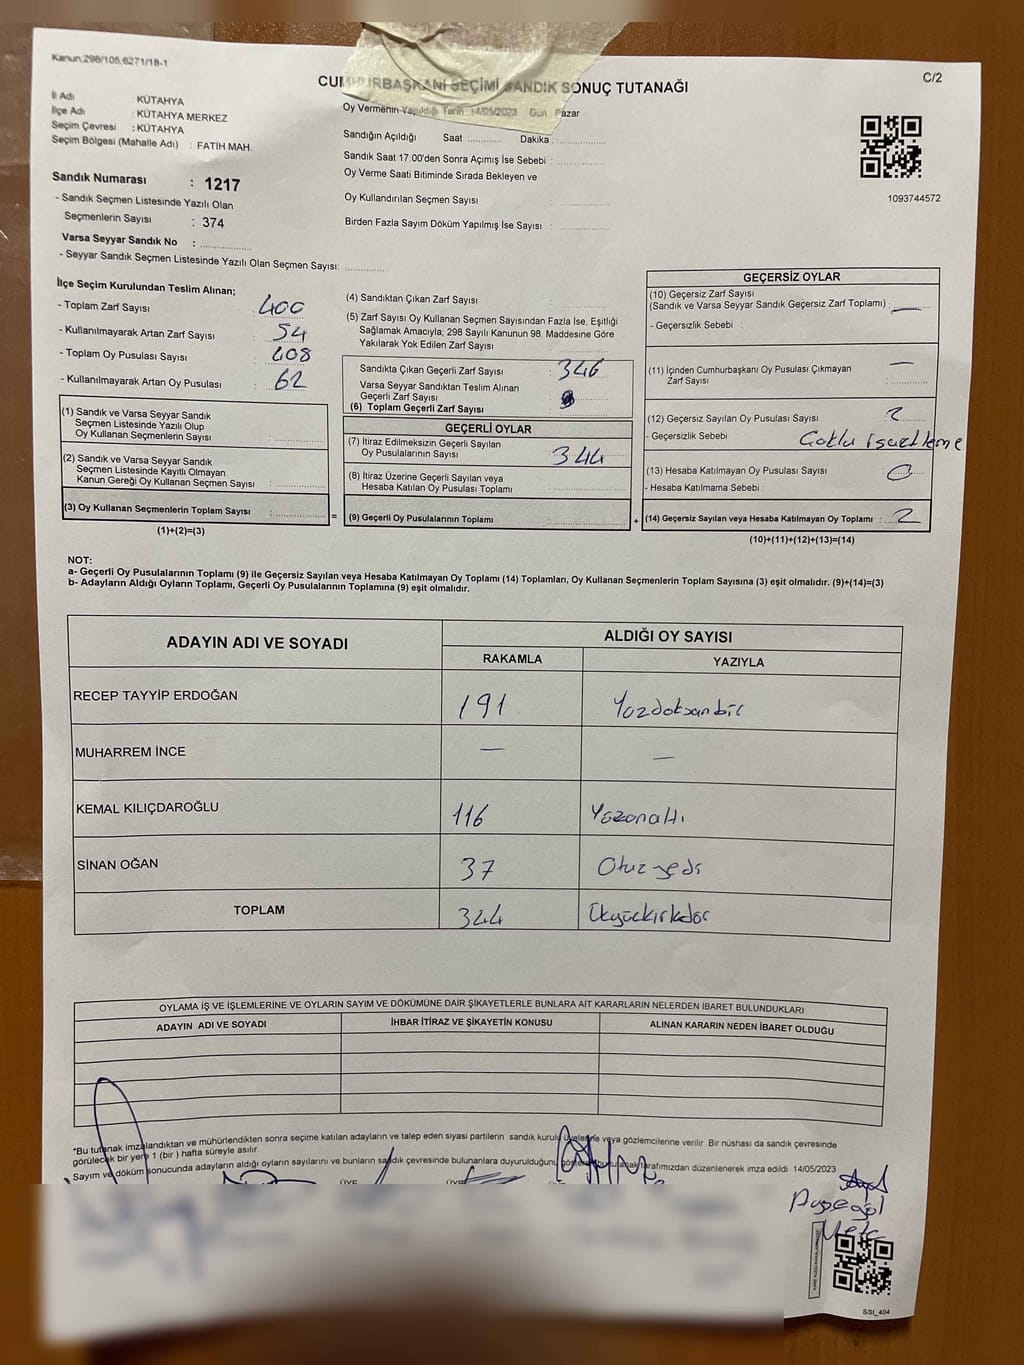 Kanun:298/105;6271/18-1
C/2
CUMHURBAŞKANI SEÇİMİ SANDIK SONUÇ TUTANAĞI
İl Adı : KÜTAHYA
İlçe Adı : KÜTAHYA MERKEZ
Seçim Çevresi : KÜTAHYA
Seçim Bölgesi (Mahalle Adı) : FATİH MAH.
Sandık Numarası : 1217
- Sandık Seçmen Listesinde Yazılı Olan
Seçmenlerin Sayısı : 374
Varsa Seyyar Sandık No :
- Seyyar Sandık Seçmen Listesinde Yazılı Olan Seçmen Sayısı:
Oy Vermenin Yapıldığı Tarih :14/05/2023 Gün : Pazar
Sandığın Açıldığı Saat : Dakika :
Sandık Saat 17.00'den Sonra Açımış İse Sebebi :
Oy Verme Saati Bitiminde Sırada Bekleyen ve
Oy Kullandırılan Seçmen Sayısı :
Birden Fazla Sayım Döküm Yapılmış İse Sayısı :
1093744572
İlçe Seçim Kurulundan Teslim Alınan;
- Toplam Zarf Sayısı : 400
- Kullanılmayarak Artan Zarf Sayısı : 54
- Toplam Oy Pusulası Sayısı : 408
- Kullanılmayarak Artan Oy Pusulası : 62
(1) Sandık ve Varsa Seyyar Sandık
Seçmen Listesinde Yazılı Olup
Oy Kullanan Seçmenlerin Sayısı :
(2) Sandık ve Varsa Seyyar Sandık
Seçmen Listesinde Kayıtlı Olmayan
Kanun Gereği Oy Kullanan Seçmen Sayısı :
(3) Oy Kullanan Seçmenlerin Toplam Sayısı :
(1)+(2)=(3)
(4) Sandıktan Çıkan Zarf Sayısı :
(5) Zarf Sayısı Oy Kullanan Seçmen Sayısından Fazla İse, Eşitliği
Sağlamak Amacıyla, 298 Sayılı Kanunun 98. Maddesine Göre
Yakılarak Yok Edilen Zarf Sayısı :
Sandıkta Çıkan Geçerli Zarf Sayısı : 346
Varsa Seyyar Sandıktan Teslim Alınan
Geçerli Zarf Sayısı :
(6) Toplam Geçerli Zarf Sayısı :
GEÇERLİ OYLAR
(7) İtiraz Edilmeksizin Geçerli Sayılan
Oy Pusulalarının Sayısı : 344
(8) İtiraz Üzerine Geçerli Sayılan veya
Hesaba Katılan Oy Pusulası Toplamı :
= (9) Geçerli Oy Pusulalarının Toplamı : +
GEÇERSİZ OYLAR
(10) Geçersiz Zarf Sayısı
(Sandık ve Varsa Seyyar Sandık Geçersiz Zarf Toplamı) : —
- Geçersizlik Sebebi :
(11) İçinden Cumhurbaşkanı Oy Pusulası Çıkmayan —
Zarf Sayısı :
(12) Geçersiz Sayılan Oy Pusulası Sayısı : 2
- Geçersizlik Sebebi : Çoklu işaretleme
(13) Hesaba Katılmayan Oy Pusulası Sayısı : 0
- Hesaba Katılmama Sebebi :
(14) Geçersiz Sayılan veya Hesaba Katılmayan Oy Toplamı : 2
(10)+(11)+(12)+(13)=(14)
NOT:
a- Geçerli Oy Pusulalarının Toplamı (9) ile Geçersiz Sayılan veya Hesaba Katılmayan Oy Toplamı (14) Toplamları, Oy Kullanan Seçmenlerin Toplam Sayısına (3) eşit olmalıdır. (9)+(14)=(3)
b- Adayların Aldığı Oyların Toplamı, Geçerli Oy Pusulalarının Toplamına (9) eşit olmalıdır.
ADAYIN ADI VE SOYADI ALDIĞI OY SAYISI
RAKAMLA YAZIYLA
RECEP TAYYİP ERDOĞAN 191 Yüzdoksanbir
MUHARREM İNCE — —
KEMAL KILIÇDAROĞLU 116 Yüzonaltı
SİNAN OĞAN 37 Otuzyedi
TOPLAM 344 Üçyüzkırkdör
OYLAMA İŞ VE İŞLEMLERİNE VE OYLARIN SAYIM VE DÖKÜMÜNE DAİR ŞİKAYETLERLE BUNLARA AİT KARARLARIN NELERDEN İBARET BULUNDUKLARI
ADAYIN ADI VE SOYADI İHBAR İTİRAZ VE ŞİKAYETİN KONUSU ALINAN KARARIN NEDEN İBARET OLDUĞU
*Bu tutanak imzalandıktan ve mühürlendikten sonra seçime katılan adayların ve talep eden siyasi partilerin sandık kurulu üyelerine veya gözlemcilerine verilir. Bir nüshası da sandık çevresinde
görülecek bir yere 1 (bir ) hafta süreyle asılır.
Sayım ve döküm sonucunda adayların aldığı oyların sayılarını ve bunların sandık çevresinde bulunanlara duyurulduğunu gösterir bu tutanak tarafımızdan düzenlenerek imza edildi. 14/05/2023
ÜYE ÜYE
SSI_404